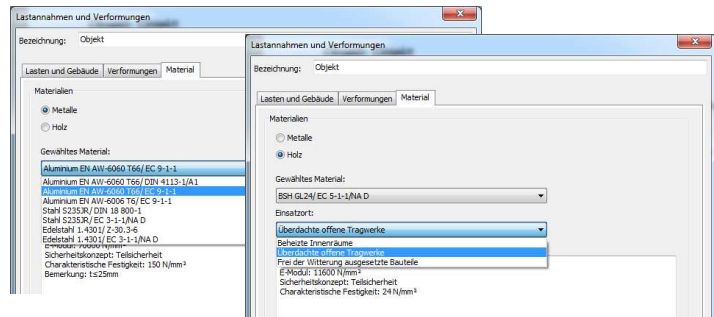 Lastannahmen und Verformungen
Bezeichnung: Objekt
Lasten und Gebäude Verformungen Material
Materialien
Metalle
Holz
Gewähltes Material:
Aluminium EN AW-6060 T66/ EC 9-1-1
Aluminium EN AW-6060 T66/ DIN 4113-1/A1
Aluminium EN AW-6060 T66/ EC 9-1-1
Aluminium EN AW-6006 T6/ EC 9-1-1
Stahl S235JR/ DIN 18 800-1
Stahl S235JR/ EC 3-1-1/NA D
Edelstahl 1.4301/ Z-30.3-6
Edelstahl 1.4301/ EC 3-1-1/NA D
E-Modul: 70000 N/mm²
Sicherheitskonzept: Teilsicherheit
Charakteristische Festigkeit: 150 N/mm²
Bemerkung: t≤25mm
Lastannahmen und Verformungen
Bezeichnung: Objekt
Lasten und Gebäude Verformungen Material
Materialien
Metalle
Holz
Gewähltes Material:
BSH GL24/ EC 5-1-1/NA D
Einsatzort:
Überdachte offene Tragwerke
Beheizte Innenräume
Überdachte offene Tragwerke
Frei der Witterung ausgesetzte Bauteile
E-Modul: 11600 N/mm²
Sicherheitskonzept: Teilsicherheit
Charakteristische Festigkeit: 24 N/mm²